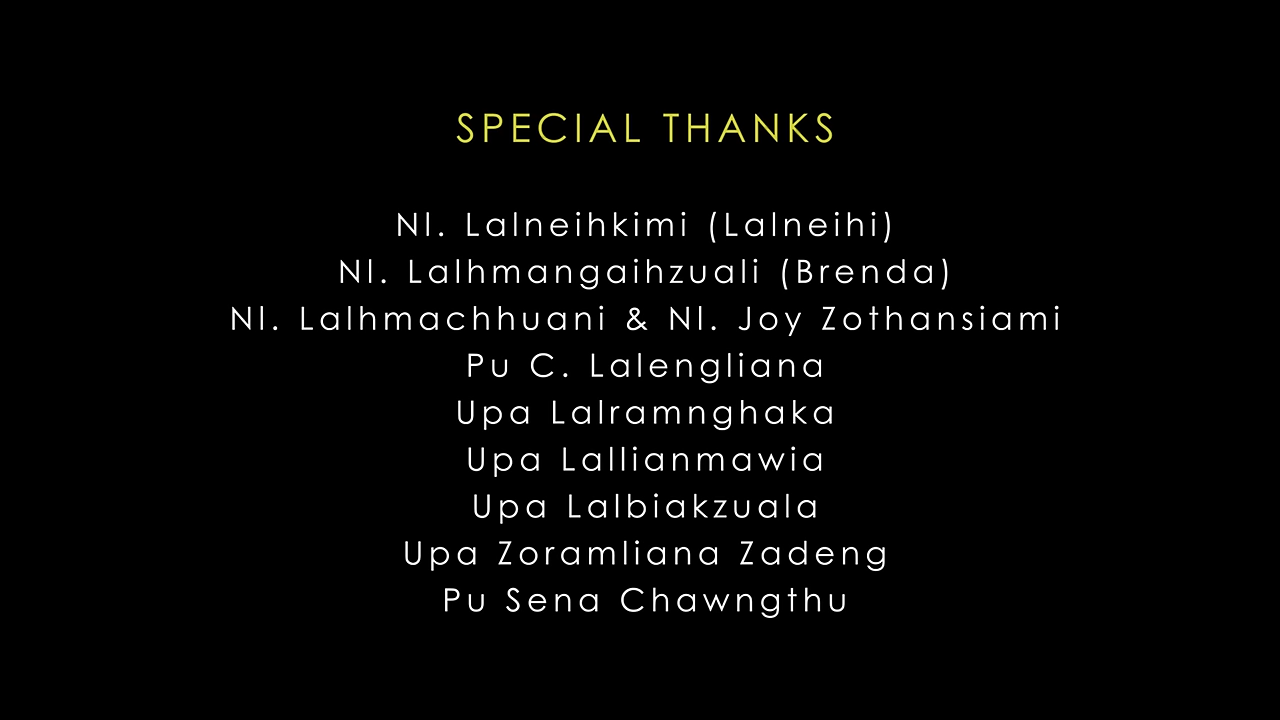 SPECIAL THANKS
Nl. Lalneihkimi (Lalneihi)
Nl. Lalhmangaihzuali (Brenda)
Nl. Lalhmachhuani & Nl. Joy Zothansiami
Pu C. Lalengliana
Upa Lalramnghaka
Upa Lallianmawia
Upa Lalbiakzuala
Upa Zoramliana Zadeng
Pu Sena Chawngthu